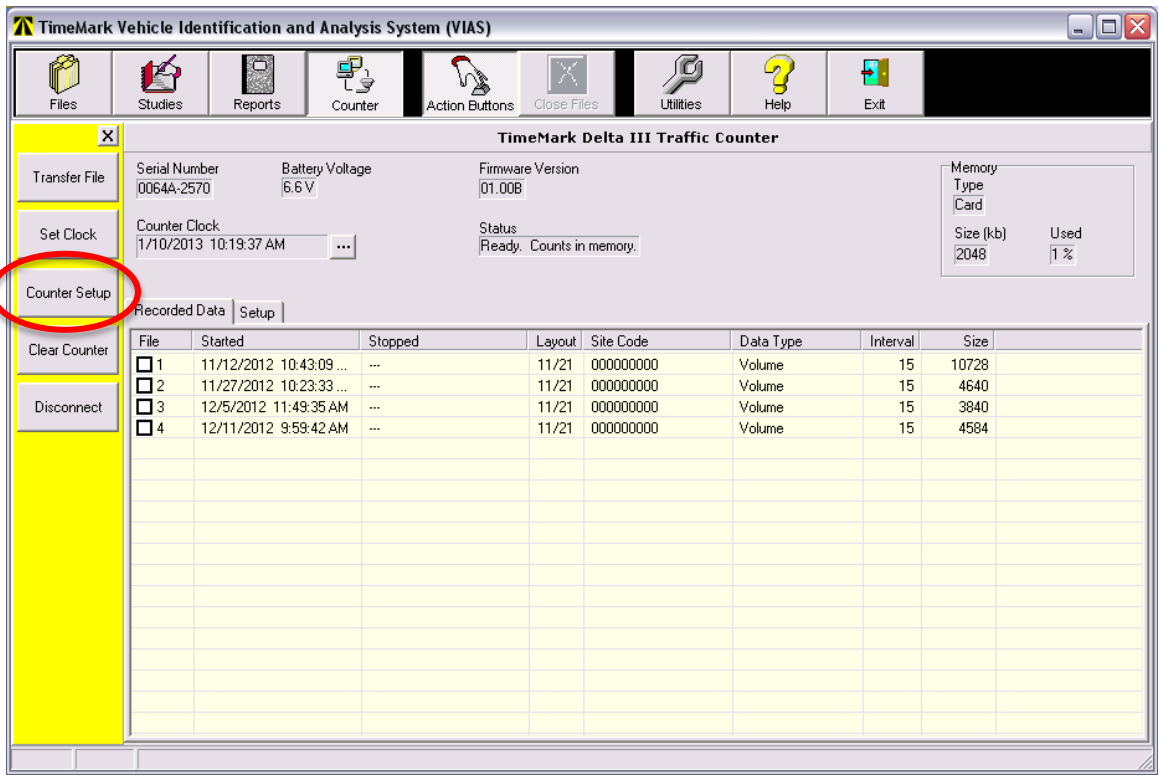 TimeMark Vehicle Identification and Analysis System (VIAS)
Files Studies Reports Counter Action Buttons Close Files Utilities Help Exit
TimeMark Delta III Traffic Counter
Transfer File
Set Clock
Counter Setup
Clear Counter
Disconnect
Serial Number Battery Voltage Firmware Version
0064A-2570 6.6 V 01.00B
Counter Clock Status
1/10/2013 10:19:37 AM ... Ready. Counts in memory.
Memory
Type
Card
Size (kb) Used
2048 1 %
Recorded Data Setup
File Started Stopped Layout Site Code Data Type Interval Size
1 11/12/2012 10:43:09 ... --- 11/21 000000000 Volume 15 10728
2 11/27/2012 10:23:33 ... --- 11/21 000000000 Volume 15 4640
3 12/5/2012 11:49:35 AM --- 11/21 000000000 Volume 15 3840
4 12/11/2012 9:59:42 AM --- 11/21 000000000 Volume 15 4584